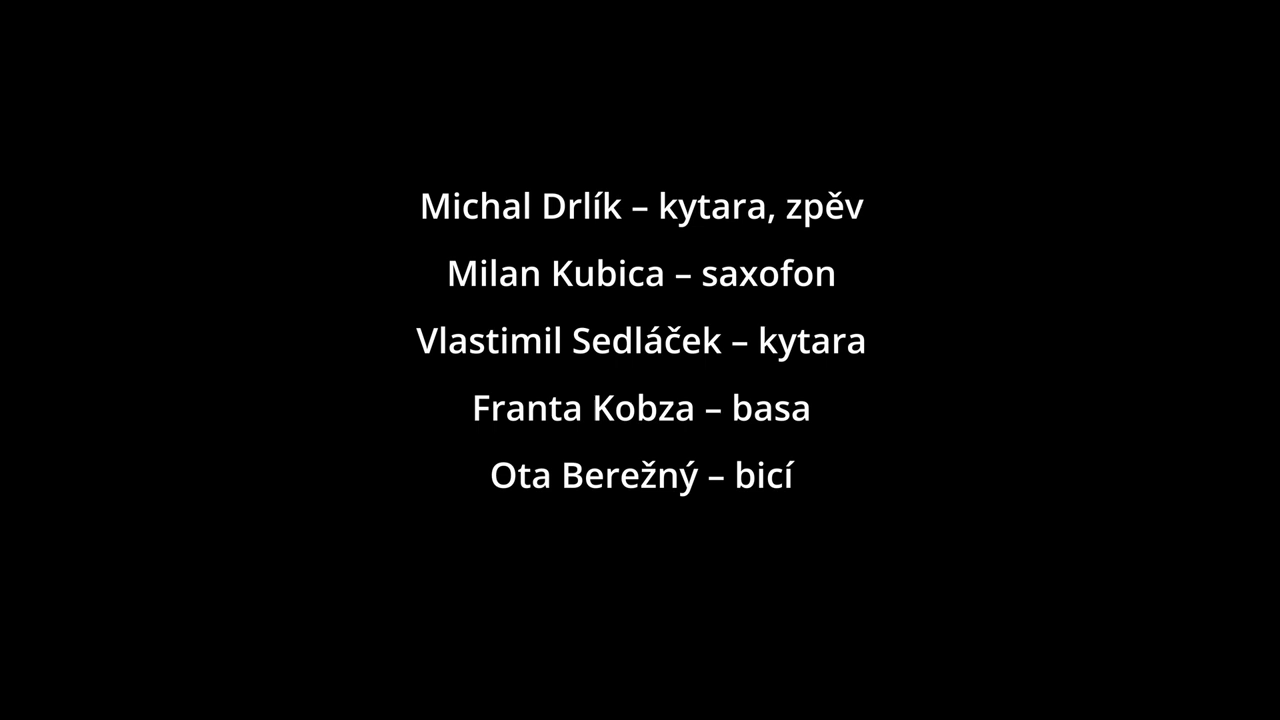 Michal Drlík – kytara, zpěv
Milan Kubica – saxofon
Vlastimil Sedláček – kytara
Franta Kobza – basa
Ota Berežný – bicí